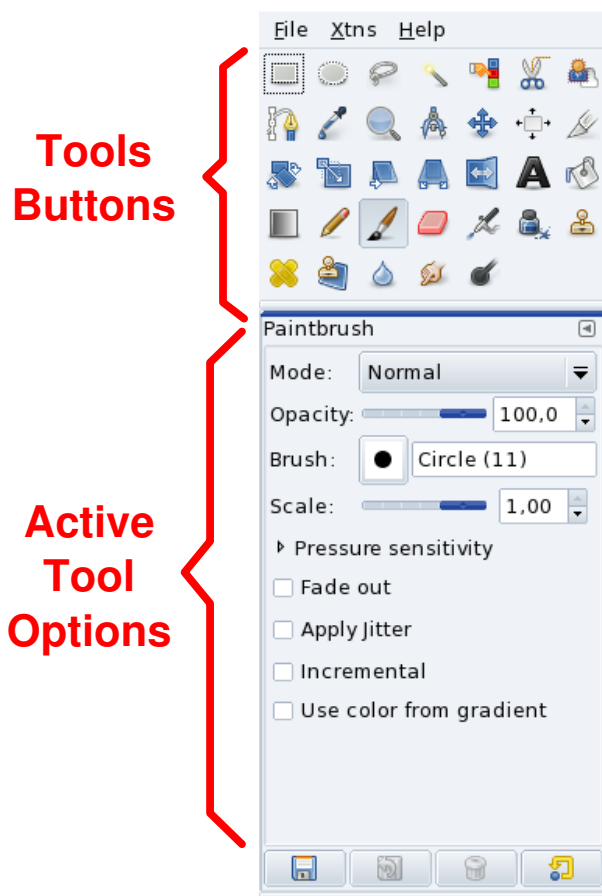 File Xtns Help
Tools
Buttons
Paintbrush
Mode: Normal
Opacity: 100,0
Brush: Circle (11)
Scale: 1,00
Pressure sensitivity
Active
Tool
Options
Fade out
Apply Jitter
Incremental
Use color from gradient